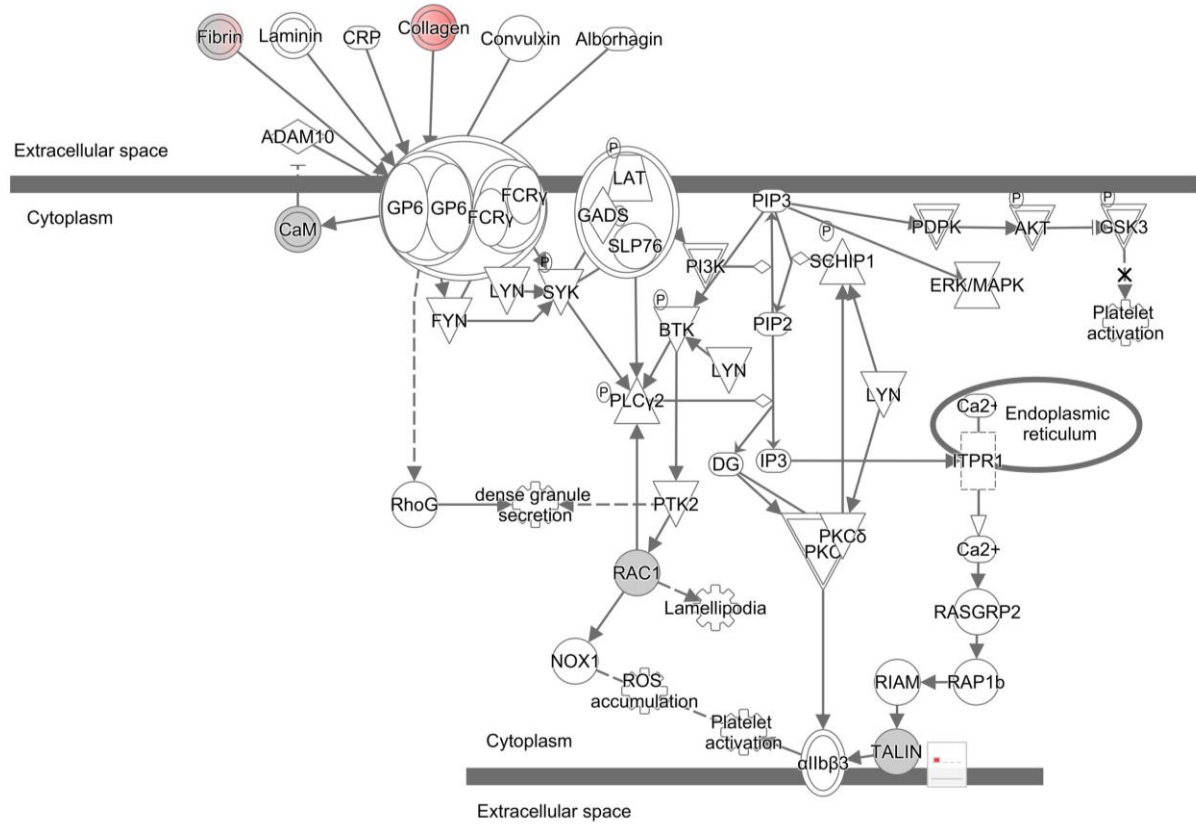 Fibrin
Laminin
CRP
Collagen
Convulxin
Alborhagin
ADAM10
Extracellular space
Cytoplasm
CaM
GP6
GP6
FCRγ
FCRγ
P
LAT
GADS
SLP76
PIP3
P
PI3K
P
SCHIP1
PDPK
P
AKT
P
GSK3
ERK/MAPK
Platelet
activation
P
LYN
SYK
FYN
P
BTK
PIP2
LYN
LYN
P
PLCγ2
Ca2+
Endoplasmic
reticulum
DG
IP3
ITPR1
RhoG
dense granule
secretion
PTK2
PKC
PKCδ
Ca2+
RAC1
Lamellipodia
RASGRP2
NOX1
ROS
accumulation
RIAM
RAP1b
Platelet
activation
Cytoplasm
αIIbβ3
TALIN
Extracellular space